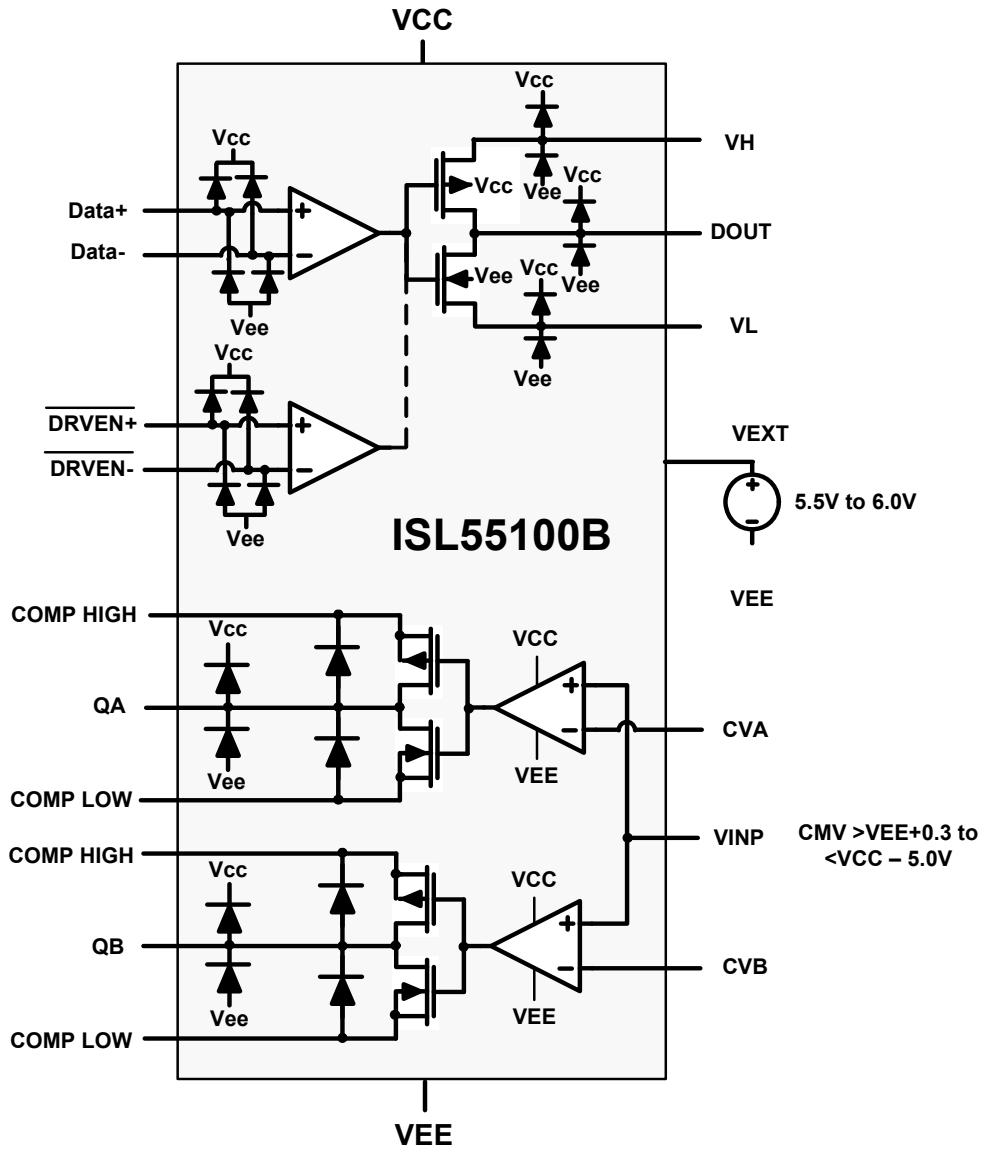 VCC
Vcc
VH
Vcc
Vcc
Vee
Vcc
Data+
+
DOUT
Data-
-
Vee
Vcc
Vee
Vee
VL
Vcc
Vee
DRVEN+
+
VEXT
DRVEN-
-
+
5.5V to 6.0V
-
Vee
ISL55100B
VEE
COMP HIGH
Vcc
VCC
+
QA
-
CVA
Vee
VEE
COMP LOW
VINP
CMV >VEE+0.3 to
<VCC – 5.0V
COMP HIGH
Vcc
VCC
+
QB
-
CVB
Vee
VEE
COMP LOW
VEE